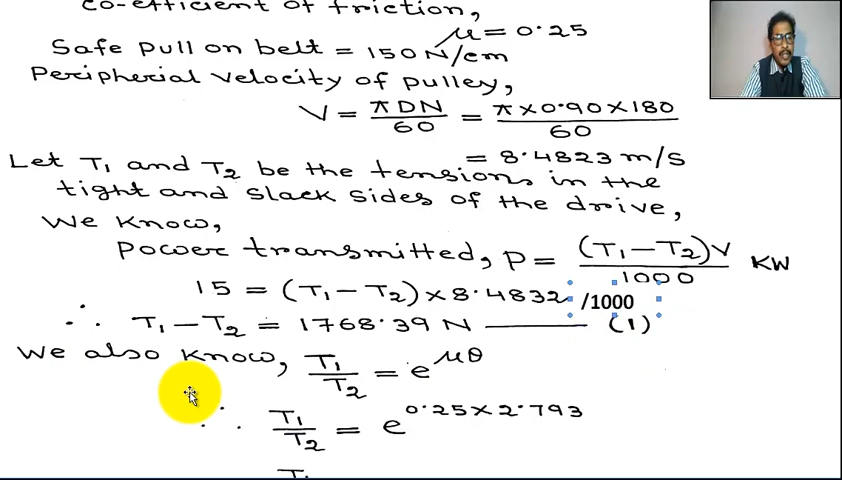 co-efficient of friction,
μ = 0.25
Safe pull on belt = 150 N/cm
Peripherial velocity of pulley,
V = πDN/60 = π×0.90×180/60
= 8.4823 m/s
Let T₁ and T₂ be the tensions in the
tight and slack sides of the drive,
We know,
power transmitted, P = (T₁-T₂)V/1000 KW
15 = (T₁-T₂)×8.4832 /1000
∴ T₁-T₂ = 1768.39 N ——— (1)
We also know, T₁/T₂ = e^μθ
∴ T₁/T₂ = e^0.25×2.793
T₁